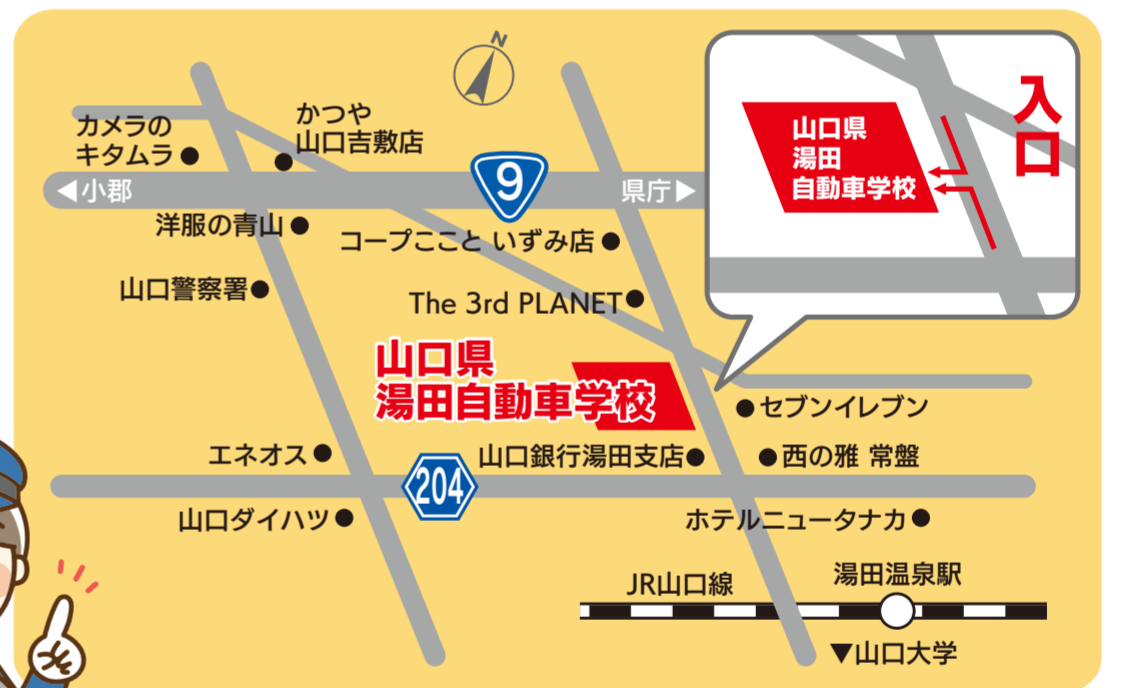 N
カメラの
キタムラ
かつや
山口吉敷店
9
◀小郡
県庁▶
洋服の青山
コープここと いずみ店
山口警察署
The 3rd PLANET
山口県
湯田
自動車学校
入口
山口県
湯田自動車学校
セブンイレブン
エネオス
204
山口銀行湯田支店
西の雅 常盤
山口ダイハツ
ホテルニュータナカ
JR山口線
湯田温泉駅
▼山口大学